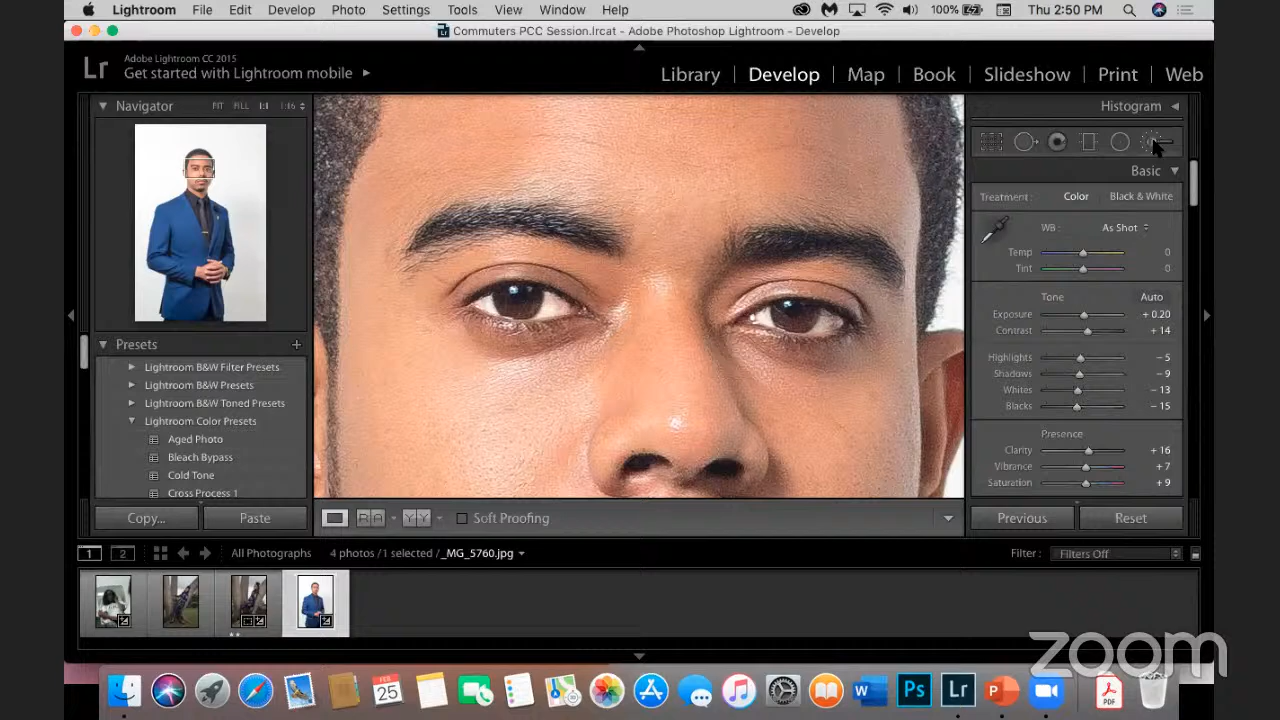 Lightroom File Edit Develop Photo Settings Tools View Window Help 100% Thu 2:50 PM
Lr Commuters PCC Session.lrcat - Adobe Photoshop Lightroom - Develop
Lr
Adobe Lightroom CC 2015
Get started with Lightroom mobile
Library Develop Map Book Slideshow Print Web
Navigator FIT FILL 1:1 1:16
Histogram
Basic
Treatment: Color Black & White
WB: As Shot
Temp 0
Tint 0
Tone Auto
Exposure + 0.20
Contrast + 14
Highlights - 5
Shadows - 9
Whites - 13
Blacks - 15
Presence
Clarity + 16
Vibrance + 7
Saturation + 9
Presets +
Lightroom B&W Filter Presets
Lightroom B&W Presets
Lightroom B&W Toned Presets
Lightroom Color Presets
Aged Photo
Bleach Bypass
Cold Tone
Cross Process 1
Copy... Paste
R A Y Y Soft Proofing
Previous Reset
1 2 All Photographs 4 photos /1 selected /_MG_5760.jpg Filter: Filters Off
zoom
FEB
25
W Ps Lr P PDF